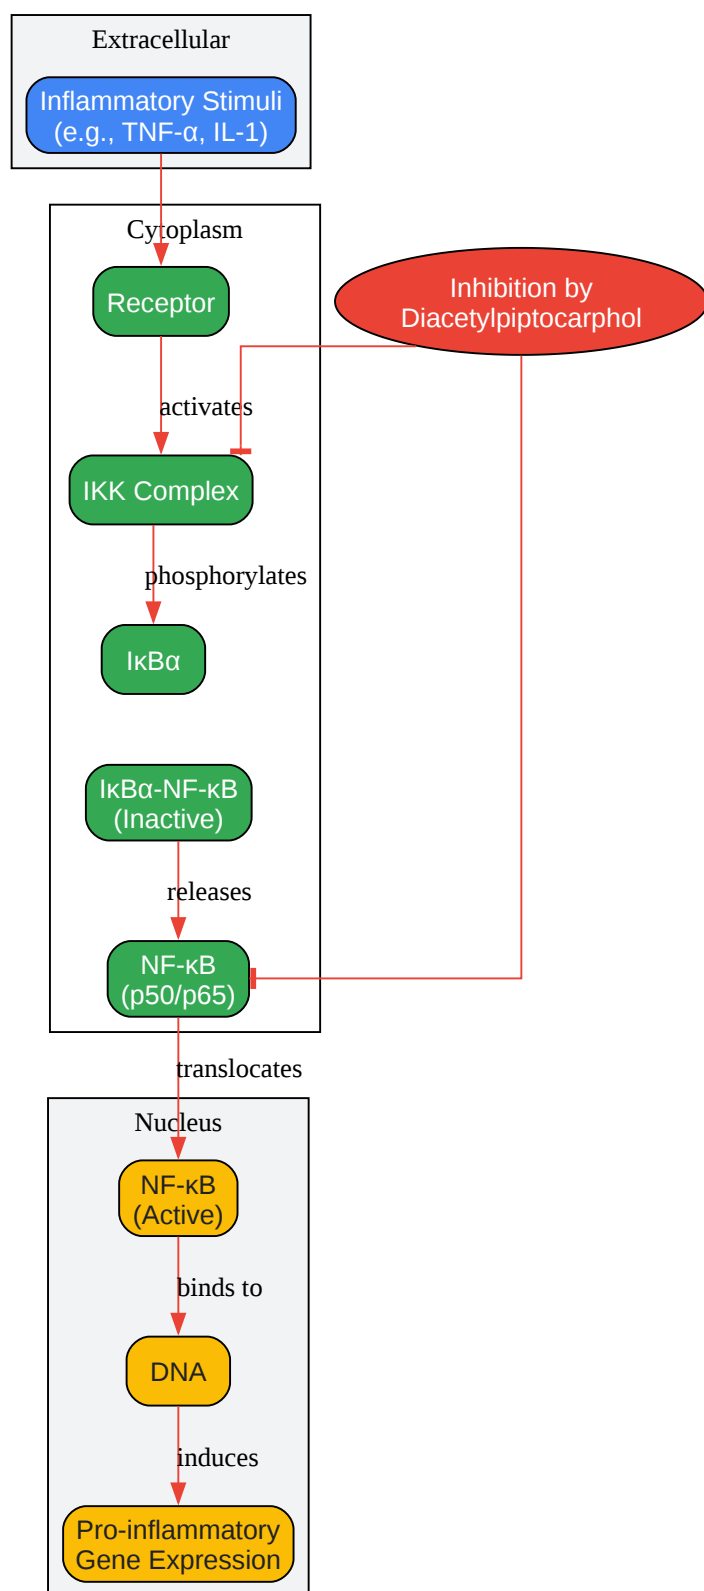 Extracellular
Inflammatory Stimuli
(e.g., TNF-α, IL-1)
Cytoplasm
Receptor
Inhibition by
Diacetylpiptocarphol
activates
IKK Complex
phosphorylates
IκBα
IκBα-NF-κB
(Inactive)
releases
NF-κB
(p50/p65)
translocates
Nucleus
NF-κB
(Active)
binds to
DNA
induces
Pro-inflammatory
Gene Expression